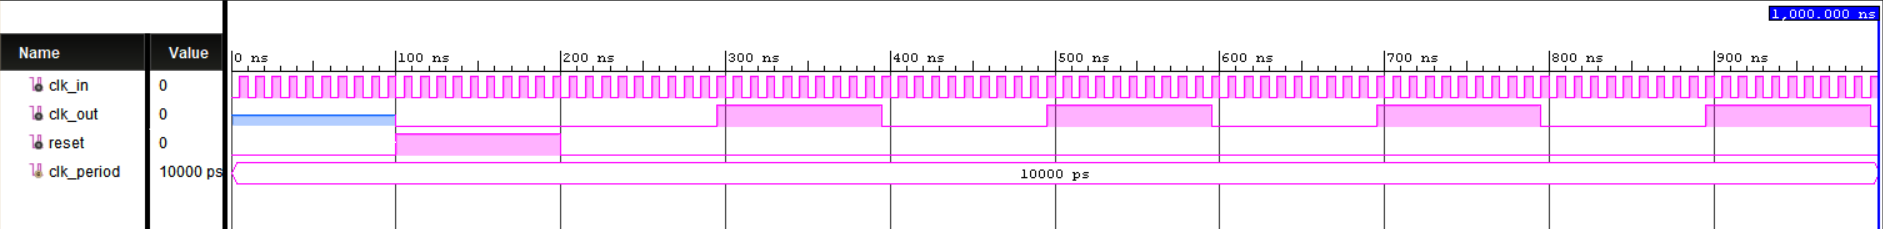 1,000.000 ns
Name Value
0 ns 100 ns 200 ns 300 ns 400 ns 500 ns 600 ns 700 ns 800 ns 900 ns
clk_in 0
clk_out 0
reset 0
clk_period 10000 ps 10000 ps